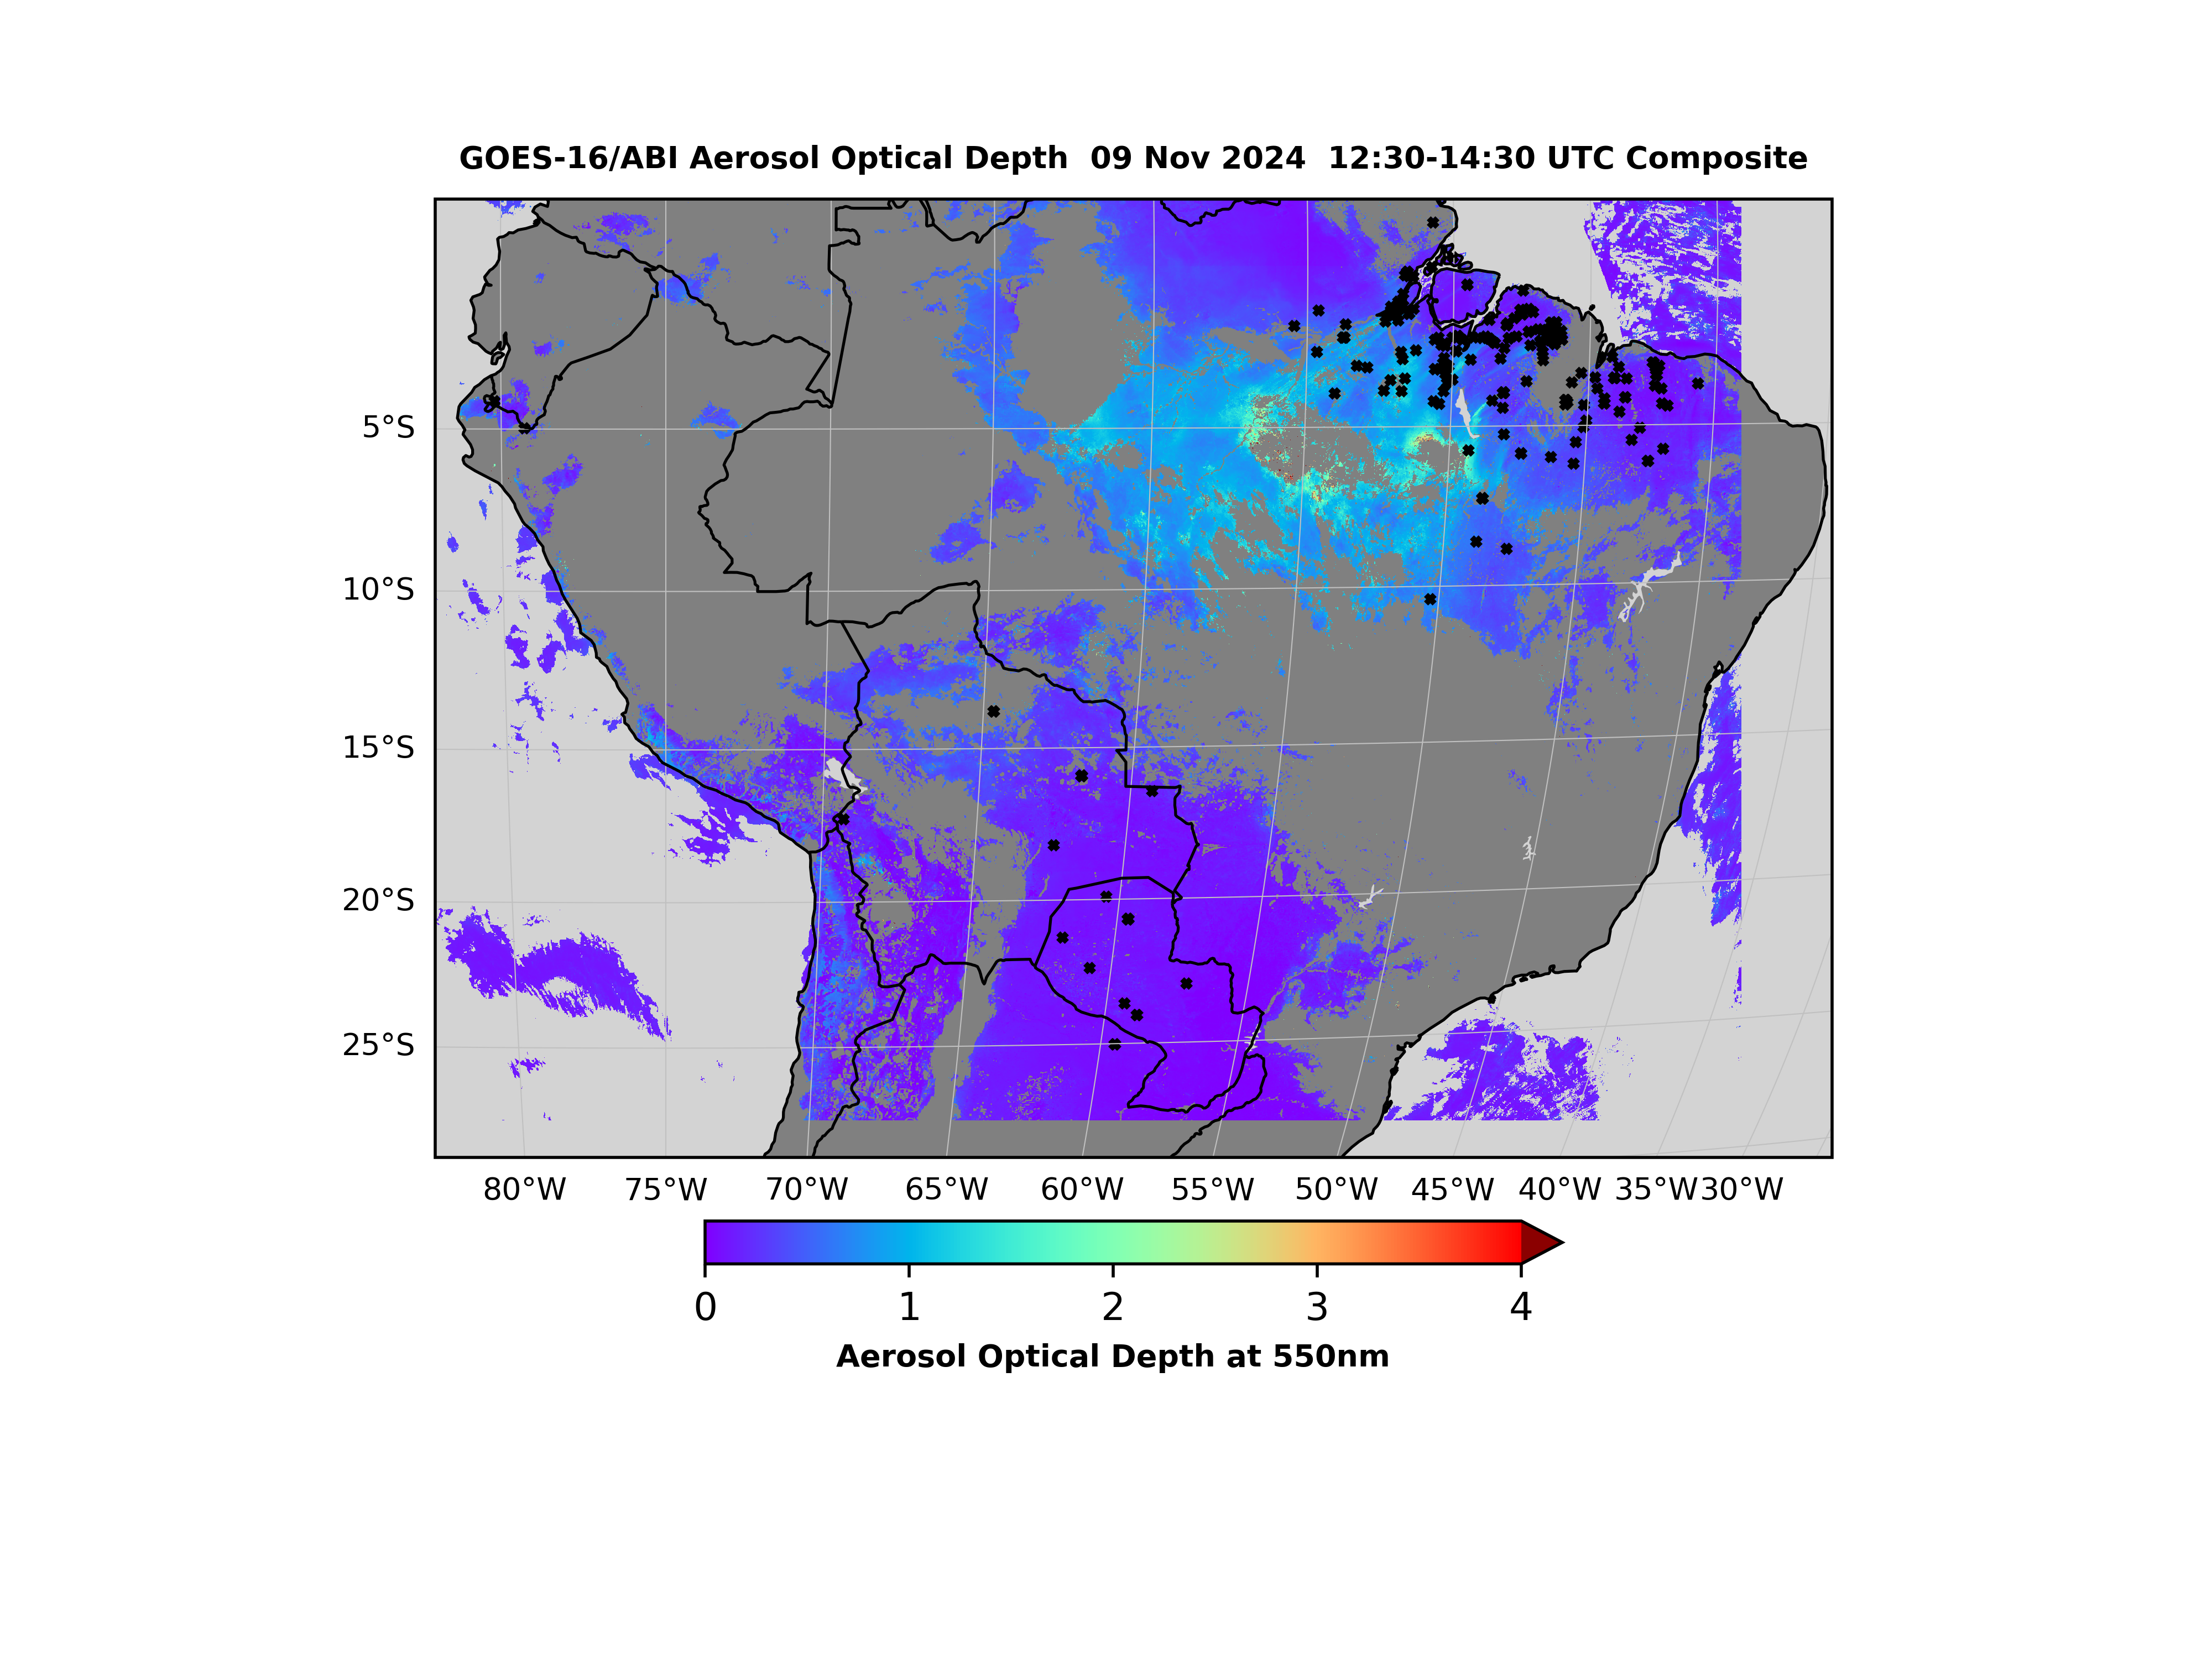 GOES-16/ABI Aerosol Optical Depth  09 Nov 2024  12:30-14:30 UTC Composite
5°S
10°S
15°S
20°S
25°S
80°W 75°W 70°W 65°W 60°W 55°W 50°W 45°W 40°W 35°W 30°W
0 1 2 3 4
Aerosol Optical Depth at 550nm